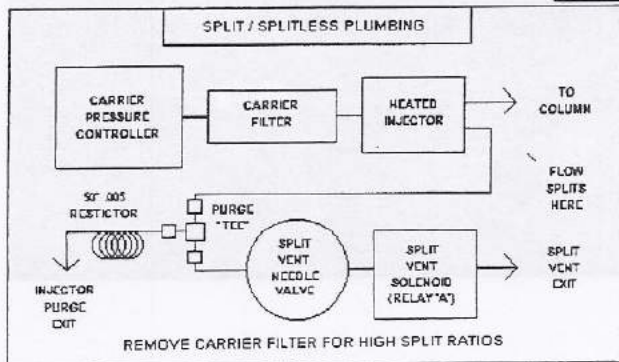 SPLIT / SPLITLESS PLUMBING
CARRIER
PRESSURE
CONTROLLER
CARRIER
FILTER
HEATED
INJECTOR
TO
COLUMN
FLOW
SPLITS
HERE
.005
RESTICTOR
PURGE
"TEE"
INJECTOR
PURGE
EXIT
SPLIT
VENT
NEEDLE
VALVE
SPLIT
VENT
SOLENOID
(RELAY "A")
SPLIT
VENT
EXIT
REMOVE CARRIER FILTER FOR HIGH SPLIT RATIOS